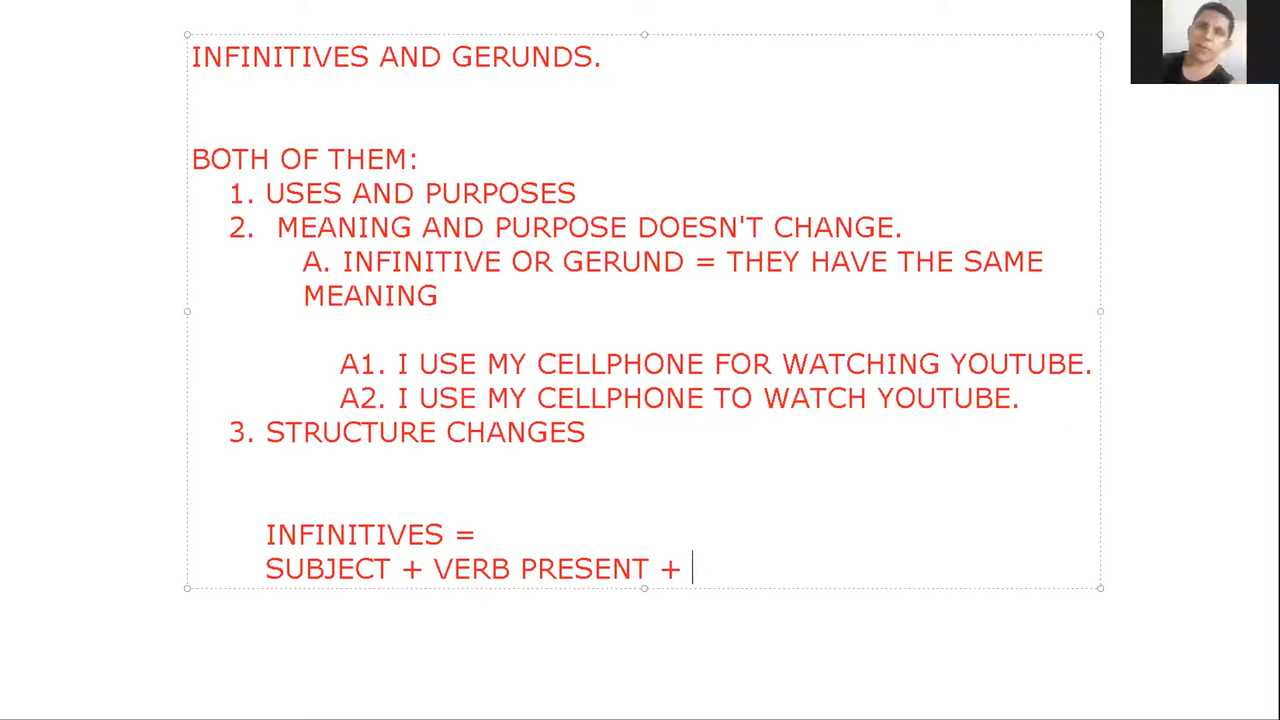 INFINITIVES AND GERUNDS.
BOTH OF THEM:
1. USES AND PURPOSES
2. MEANING AND PURPOSE DOESN'T CHANGE.
A. INFINITIVE OR GERUND = THEY HAVE THE SAME
MEANING
A1. I USE MY CELLPHONE FOR WATCHING YOUTUBE.
A2. I USE MY CELLPHONE TO WATCH YOUTUBE.
3. STRUCTURE CHANGES
INFINITIVES =
SUBJECT + VERB PRESENT +